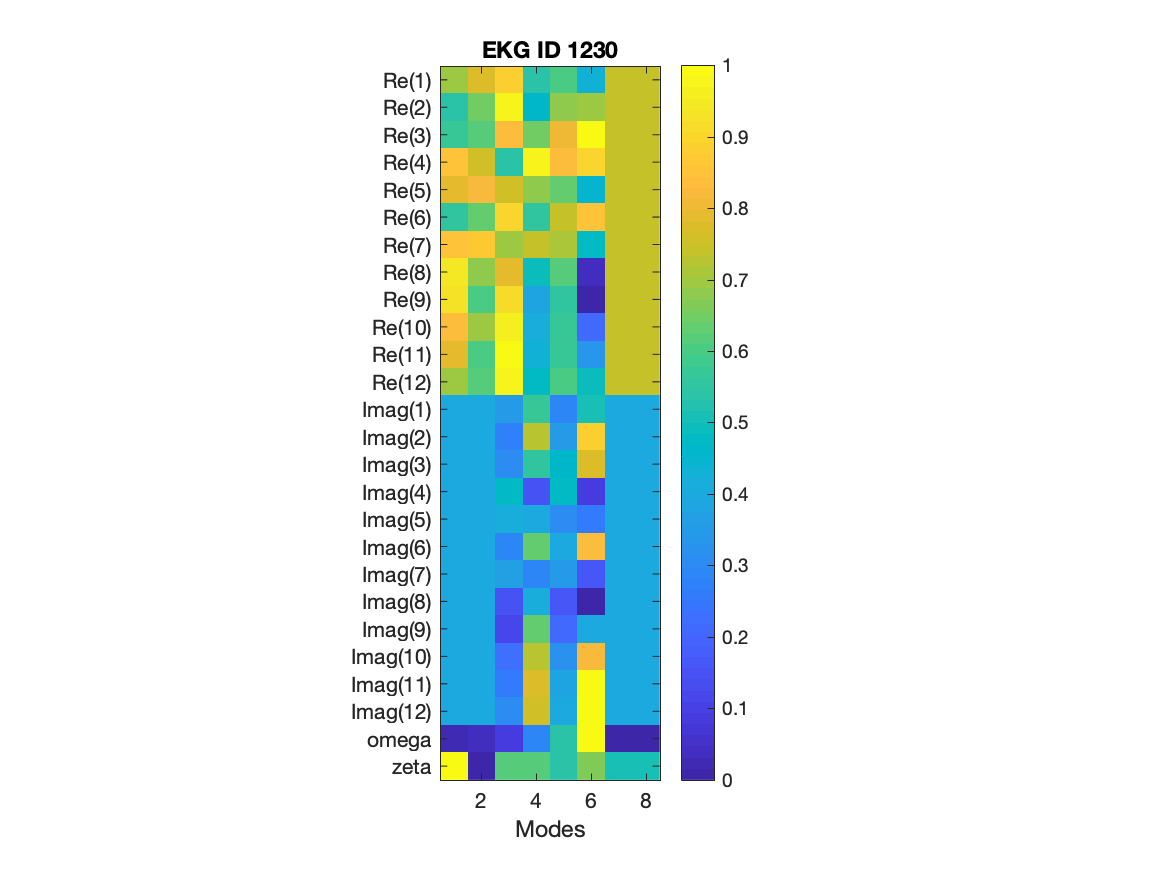 EKG ID 1230
Re(1)
Re(2)
Re(3)
Re(4)
Re(5)
Re(6)
Re(7)
Re(8)
Re(9)
Re(10)
Re(11)
Re(12)
Imag(1)
Imag(2)
Imag(3)
Imag(4)
Imag(5)
Imag(6)
Imag(7)
Imag(8)
Imag(9)
Imag(10)
Imag(11)
Imag(12)
omega
zeta
2 4 6 8
Modes
1
0.9
0.8
0.7
0.6
0.5
0.4
0.3
0.2
0.1
0